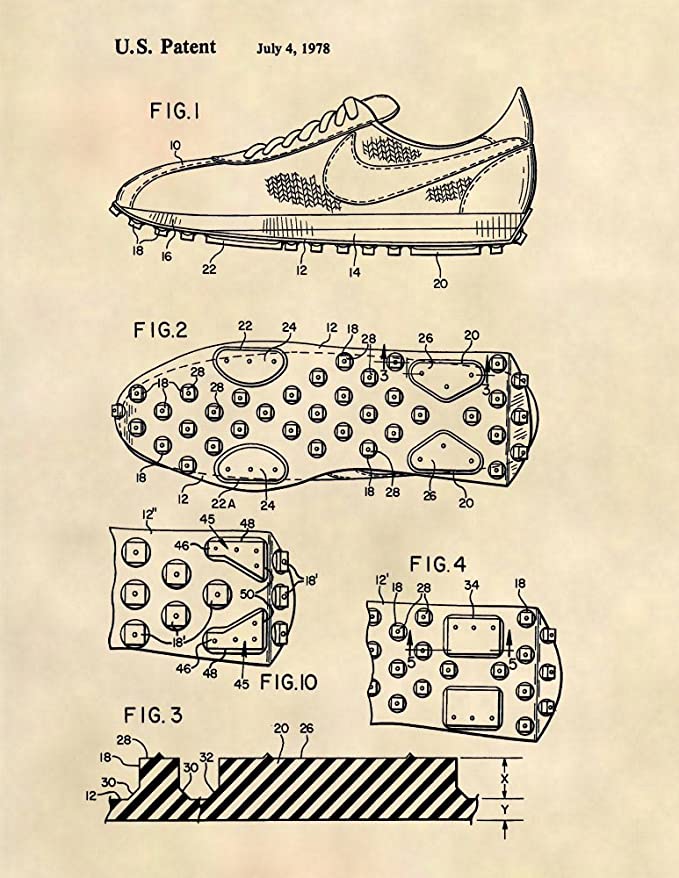 U.S. Patent July 4, 1978
FIG.1
10
18 16 22 12 14 20
FIG.2
22 24 12 18 28 26 20
18 28 28 3 3
18 12 22A 24 18 28 26 20
12" 45 48
46
50 18'
18'
46 48 45
FIG.10
FIG.4
12' 18 28 34 18
5 5
FIG.3
28 20 26
18 32
30 30
12
X
Y